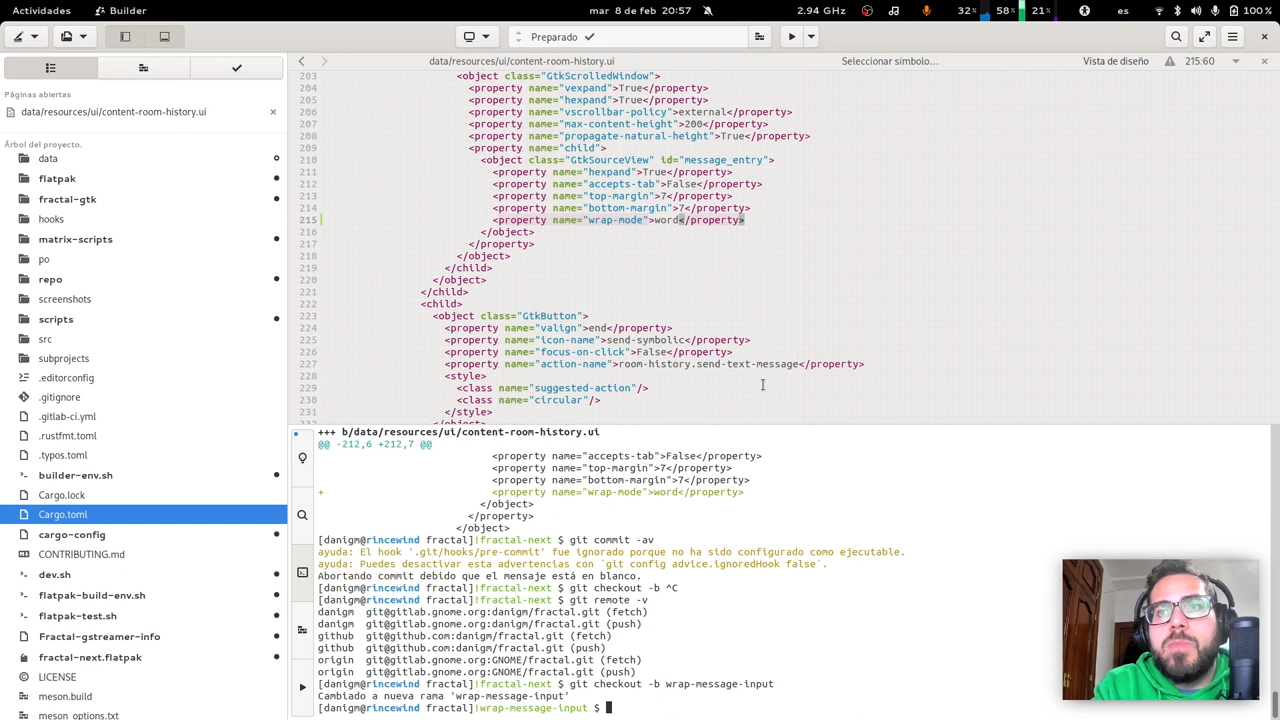 Actividades
Builder
mar 8 de feb 20:57
2.94 GHz
32%
58%
21%
es
100 %
Preparado
Páginas abiertas
data/resources/ui/content-room-history.ui
Árbol del proyecto.
data
flatpak
fractal-gtk
hooks
matrix-scripts
po
repo
screenshots
scripts
src
subprojects
.editorconfig
.gitignore
.gitlab-ci.yml
.rustfmt.toml
.typos.toml
builder-env.sh
Cargo.lock
Cargo.toml
cargo-config
CONTRIBUTING.md
dev.sh
flatpak-build-env.sh
flatpak-test.sh
Fractal-gstreamer-info
fractal-next.flatpak
LICENSE
meson.build
meson_options.txt
data/resources/ui/content-room-history.ui
Seleccionar símbolo…
Vista de diseño
215:60
203 <object class="GtkScrolledWindow">
204 <property name="vexpand">True</property>
205 <property name="hexpand">True</property>
206 <property name="vscrollbar-policy">external</property>
207 <property name="max-content-height">200</property>
208 <property name="propagate-natural-height">True</property>
209 <property name="child">
210 <object class="GtkSourceView" id="message_entry">
211 <property name="hexpand">True</property>
212 <property name="accepts-tab">False</property>
213 <property name="top-margin">7</property>
214 <property name="bottom-margin">7</property>
215 <property name="wrap-mode">word</property>
216 </object>
217 </property>
218 </object>
219 </child>
220 </object>
221 </child>
222 <child>
223 <object class="GtkButton">
224 <property name="valign">end</property>
225 <property name="icon-name">send-symbolic</property>
226 <property name="focus-on-click">False</property>
227 <property name="action-name">room-history.send-text-message</property>
228 <style>
229 <class name="suggested-action"/>
230 <class name="circular"/>
231 </style>
+++ b/data/resources/ui/content-room-history.ui
@@ -212,6 +212,7 @@
<property name="accepts-tab">False</property>
<property name="top-margin">7</property>
<property name="bottom-margin">7</property>
+ <property name="wrap-mode">word</property>
</object>
</property>
</object>
[danigm@rincewind fractal]!fractal-next $ git commit -av
ayuda: El hook '.git/hooks/pre-commit' fue ignorado porque no ha sido configurado como ejecutable.
ayuda: Puedes desactivar esta advertencias con `git config advice.ignoredHook false`.
Abortando commit debido que el mensaje está en blanco.
[danigm@rincewind fractal]!fractal-next $ git checkout -b ^C
[danigm@rincewind fractal]!fractal-next $ git remote -v
danigm git@gitlab.gnome.org:danigm/fractal.git (fetch)
danigm git@gitlab.gnome.org:danigm/fractal.git (push)
github git@github.com:danigm/fractal.git (fetch)
github git@github.com:danigm/fractal.git (push)
origin git@gitlab.gnome.org:GNOME/fractal.git (fetch)
origin git@gitlab.gnome.org:GNOME/fractal.git (push)
[danigm@rincewind fractal]!fractal-next $ git checkout -b wrap-message-input
Cambiado a nueva rama 'wrap-message-input'
[danigm@rincewind fractal]!wrap-message-input $